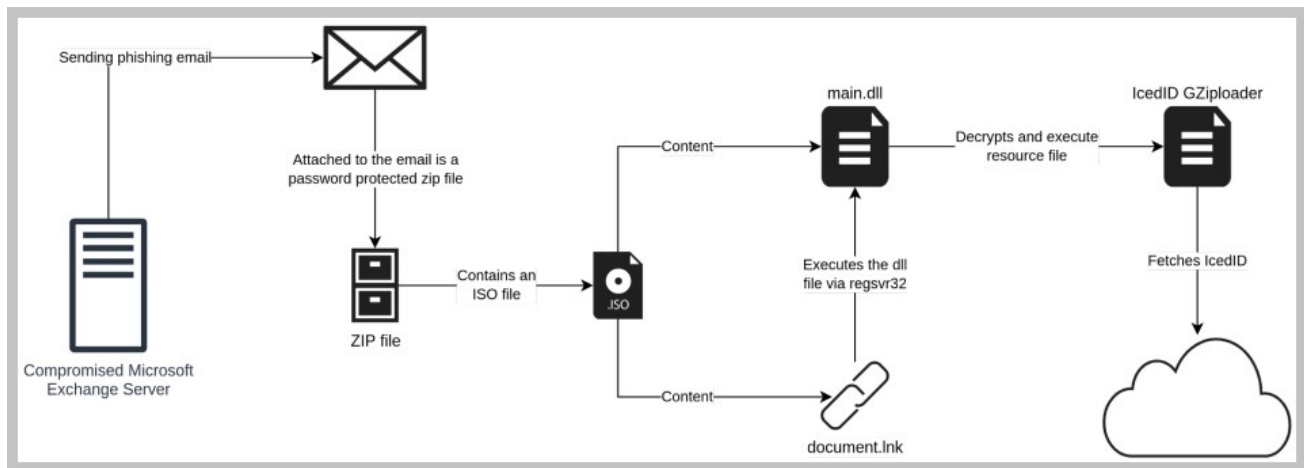 Sending phishing email
Attached to the email is a
password protected zip file
Compromised Microsoft
Exchange Server
ZIP file
Contains an
ISO file
.ISO
Content
Content
main.dll
Executes the dll
file via regsvr32
document.lnk
Decrypts and execute
resource file
IcedID GZiploader
Fetches IcedID